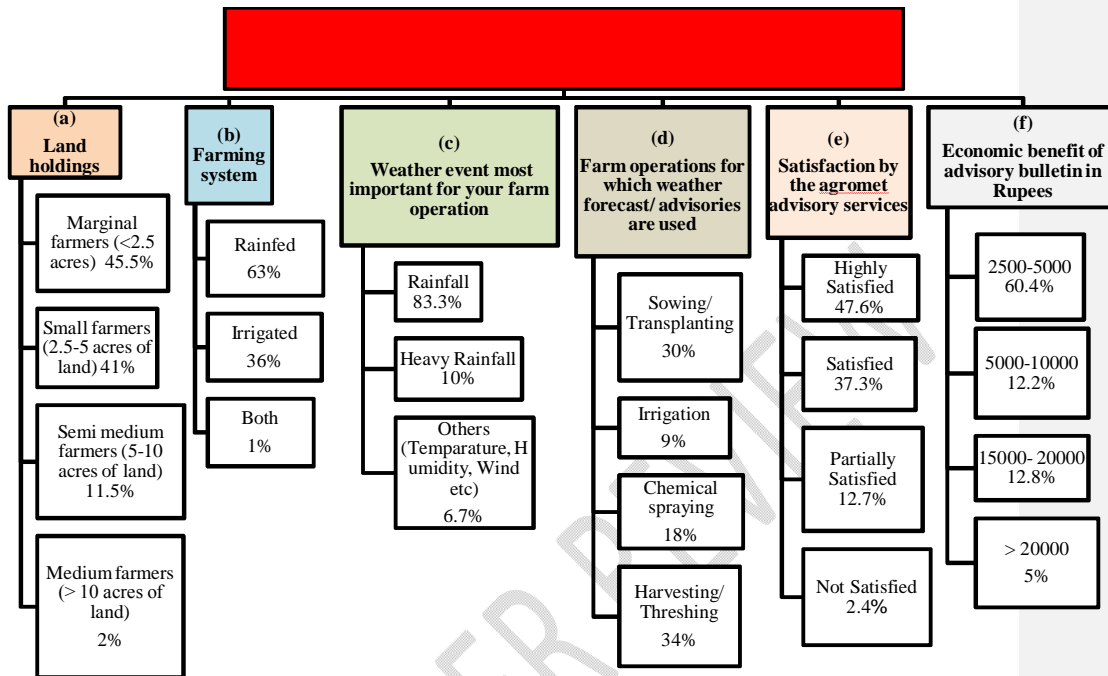 (a)
Land
holdings
Marginal
farmers (<2.5
acres) 45.5%
Small farmers
(2.5-5 acres of
land) 41%
Semi medium
farmers (5-10
acres of land)
11.5%
Medium farmers
(> 10 acres of
land)
2%
(b)
Farming
system
Rainfed
63%
Irrigated
36%
Both
1%
(c)
Weather event most
important for your farm
operation
Rainfall
83.3%
Heavy Rainfall
10%
Others
(Temparature, H
umidity, Wind
etc)
6.7%
(d)
Farm operations for
which weather
forecast/ advisories
are used
Sowing/
Transplanting
30%
Irrigation
9%
Chemical
spraying
18%
Harvesting/
Threshing
34%
(e)
Satisfaction by
the agromet
advisory services
Highly
Satisfied
47.6%
Satisfied
37.3%
Partially
Satisfied
12.7%
Not Satisfied
2.4%
(f)
Economic benefit of
advisory bulletin in
Rupees
2500-5000
60.4%
5000-10000
12.2%
15000- 20000
12.8%
> 20000
5%
ER REVIEW